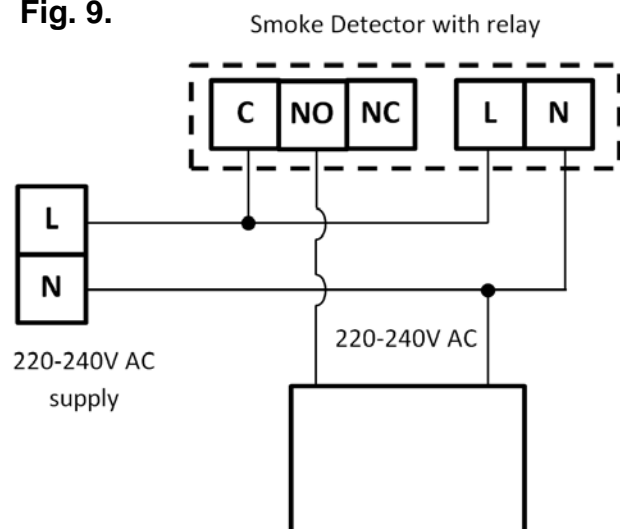 Fig. 9.
Smoke Detector with relay
C NO NC L N
L
N
220-240V AC
220-240V AC
supply